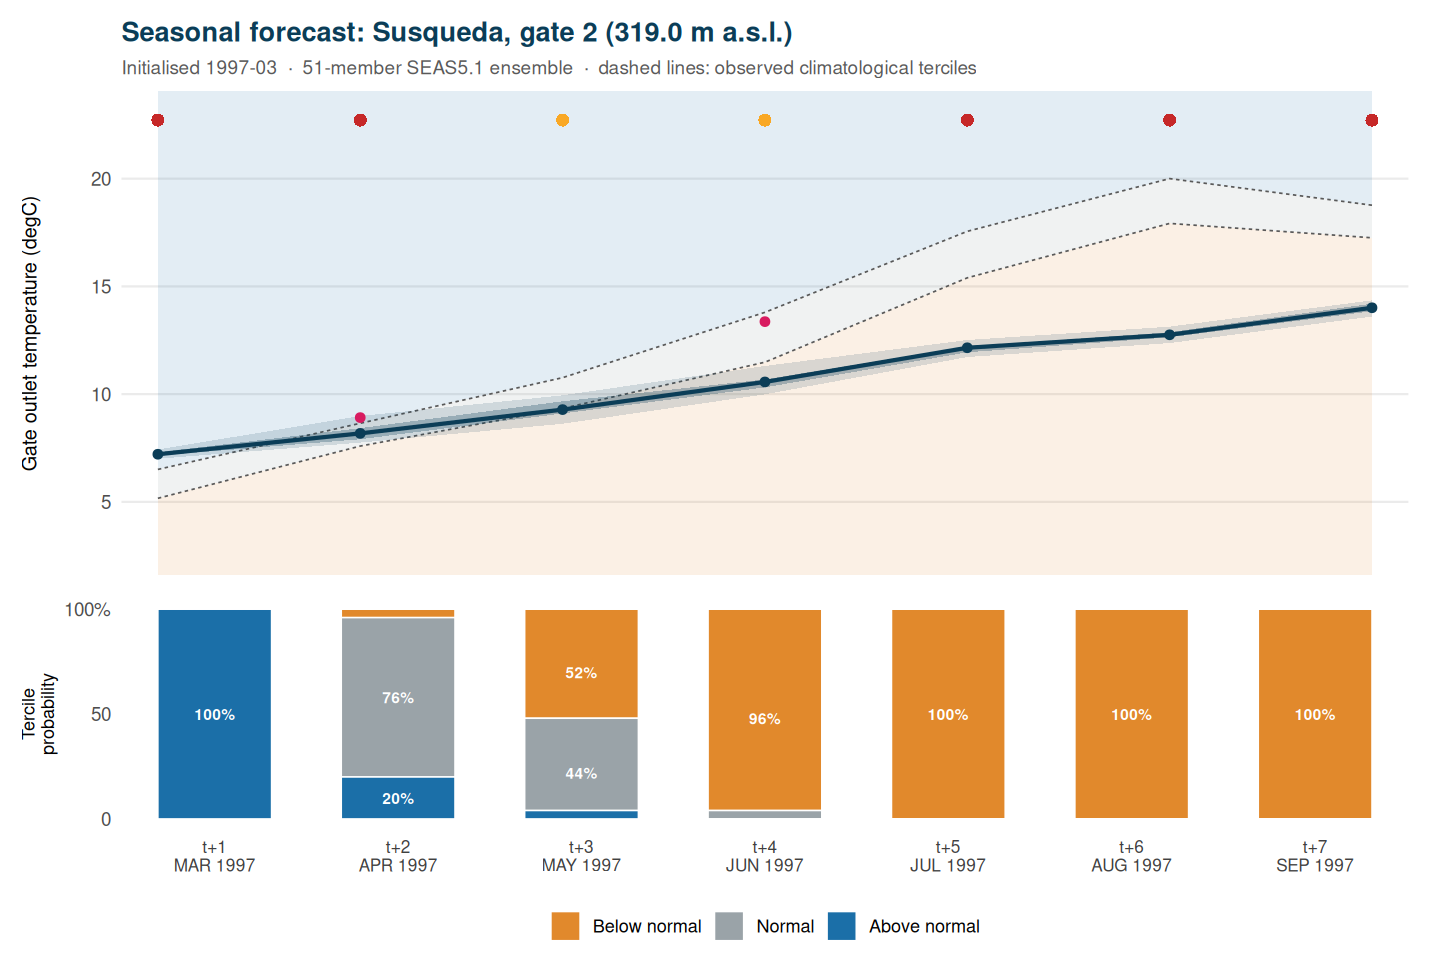 Seasonal forecast: Susqueda, gate 2 (319.0 m a.s.l.)
Initialised 1997-03 · 51-member SEAS5.1 ensemble · dashed lines: observed climatological terciles
Gate outlet temperature (degC)
20
15
10
5
Tercile
probability
100%
50
0
100%
76%
20%
52%
44%
96%
100%
100%
100%
t+1
MAR 1997
t+2
APR 1997
t+3
MAY 1997
t+4
JUN 1997
t+5
JUL 1997
t+6
AUG 1997
t+7
SEP 1997
Below normal
Normal
Above normal